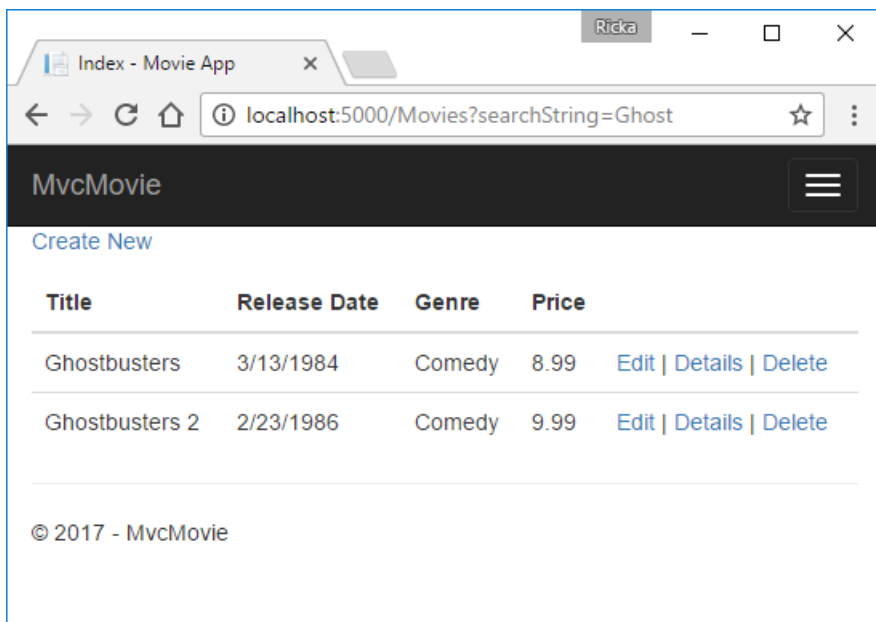 Ricka
Index - Movie App
localhost:5000/Movies?searchString=Ghost
MvcMovie
Create New
Title Release Date Genre Price
Ghostbusters 3/13/1984 Comedy 8.99 Edit | Details | Delete
Ghostbusters 2 2/23/1986 Comedy 9.99 Edit | Details | Delete
© 2017 - MvcMovie